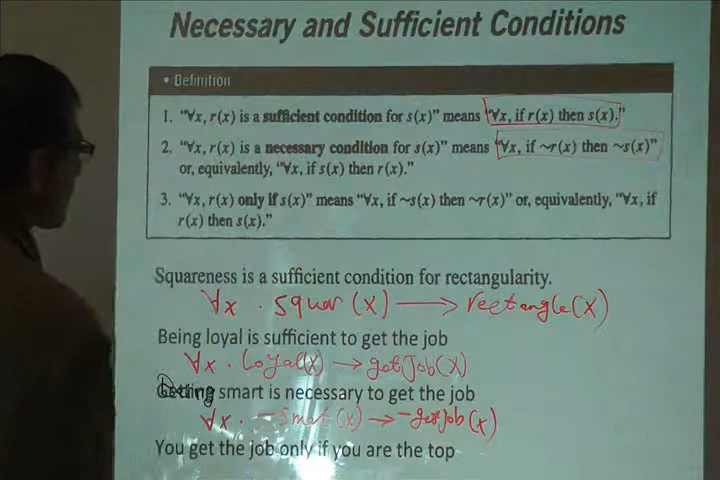 Necessary and Sufficient Conditions
• Definition
1. "∀x, r(x) is a sufficient condition for s(x)" means "∀x, if r(x) then s(x)."
2. "∀x, r(x) is a necessary condition for s(x)" means "∀x, if ~r(x) then ~s(x)"
or, equivalently, "∀x, if s(x) then r(x)."
3. "∀x, r(x) only if s(x)" means "∀x, if ~s(x) then ~r(x)" or, equivalently, "∀x, if
r(x) then s(x)."
Squareness is a sufficient condition for rectangularity.
∀x . squar (x) → rectangle(x)
Being loyal is sufficient to get the job
∀x . Loyal(x) → getJob(x)
smart is necessary to get the job
∀x . ¬smat(x) → ¬getJob(x)
You get the job only if you are the top